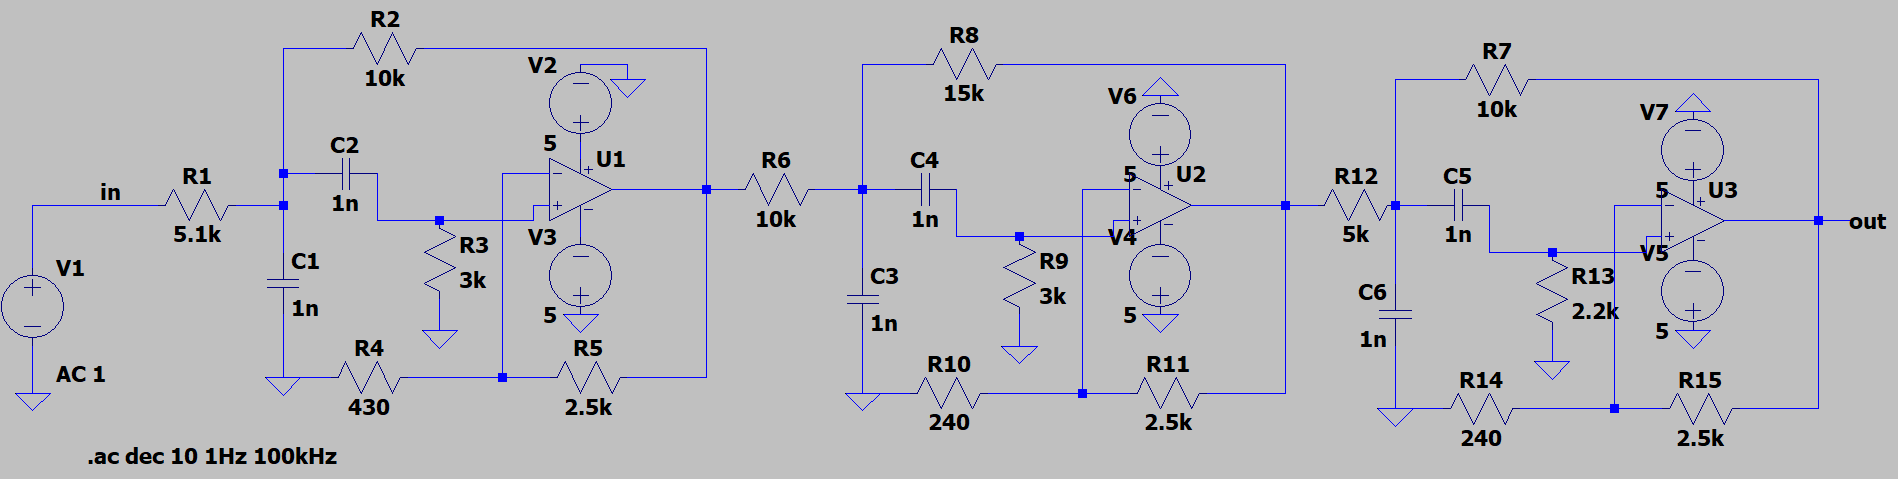 R2
10k
V2
5
C2
1n
U1
R1
in
5.1k
V1
AC 1
C1
1n
R3
3k
V3
5
R4
430
R5
2.5k
R6
10k
R8
15k
V6
5
C4
1n
U2
V4
5
C3
1n
R9
3k
R10
240
R11
2.5k
R12
5k
R7
10k
V7
5
C5
1n
U3
V5
5
out
C6
1n
R13
2.2k
R14
240
R15
2.5k
.ac dec 10 1Hz 100kHz